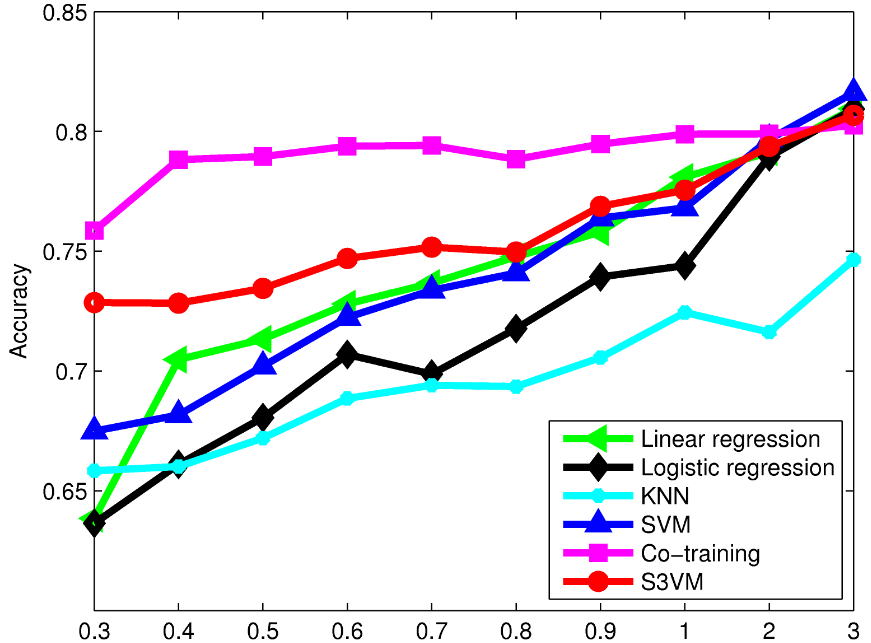 0.85
0.8
0.75
0.7
0.65
Accuracy
Linear regression
Logistic regression
KNN
SVM
Co-training
S3VM
0.3 0.4 0.5 0.6 0.7 0.8 0.9 1 2 3